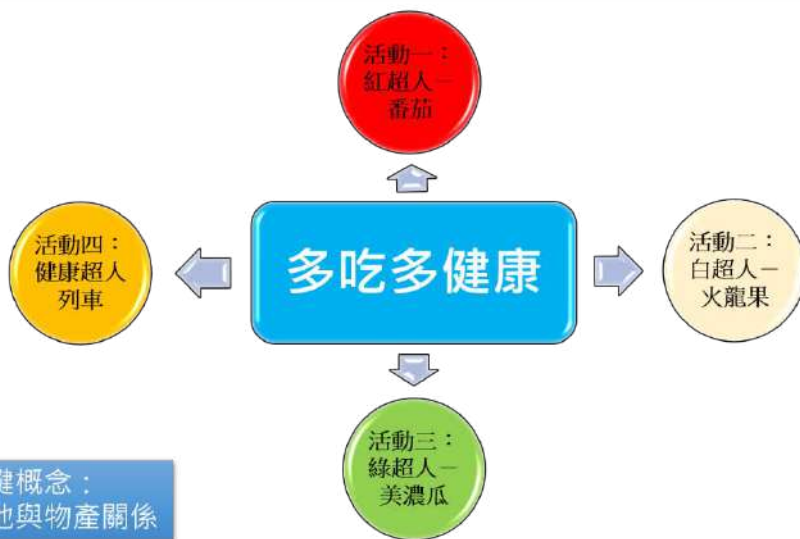 活動一：
紅超人－
番茄
活動四：
健康超人
列車
多吃多健康
活動二：
白超人－
火龍果
活動三：
綠超人－
美濃瓜
健概念：
與物產關係